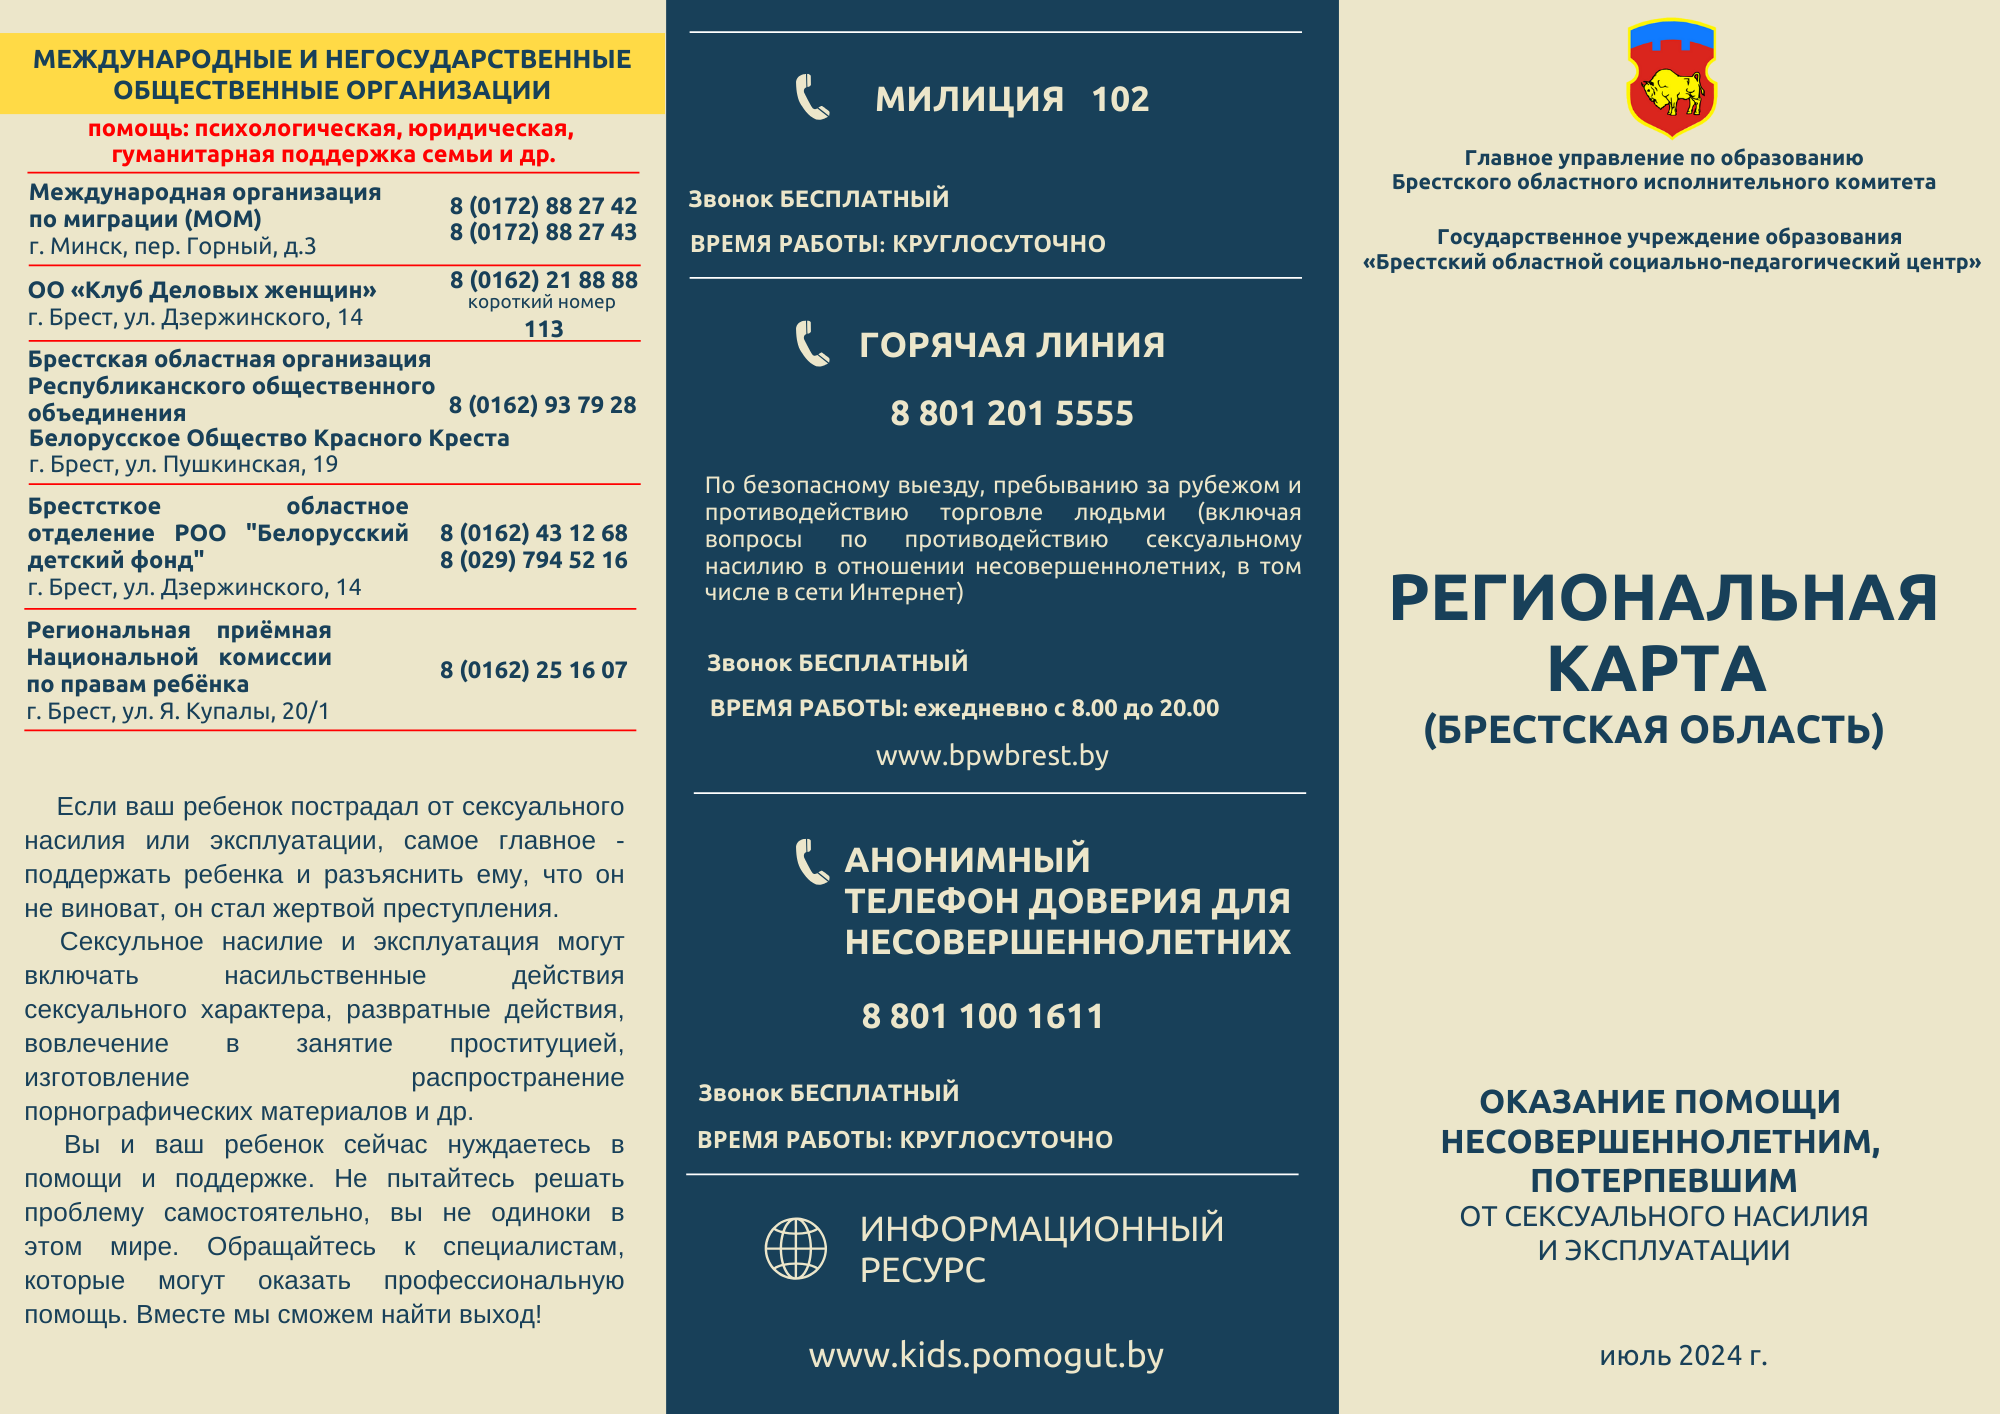 МЕЖДУНАРОДНЫЕ И НЕГОСУДАРСТВЕННЫЕ
ОБЩЕСТВЕННЫЕ ОРГАНИЗАЦИИ
помощь: психологическая, юридическая,
гуманитарная поддержка семьи и др.
Международная организация
по миграции (МОМ)
г. Минск, пер. Горный, д.3
8 (0172) 88 27 42
8 (0172) 88 27 43
ОО «Клуб Деловых женщин»
г. Брест, ул. Дзержинского, 14
8 (0162) 21 88 88
короткий номер
113
Брестская областная организация
Республиканского общественного
объединения
Белорусское Общество Красного Креста
г. Брест, ул. Пушкинская, 19
8 (0162) 93 79 28
Брестсткое областное
отделение РОО "Белорусский
детский фонд"
г. Брест, ул. Дзержинского, 14
8 (0162) 43 12 68
8 (029) 794 52 16
Региональная приёмная
Национальной комиссии
по правам ребёнка
г. Брест, ул. Я. Купалы, 20/1
8 (0162) 25 16 07
Если ваш ребенок пострадал от сексуального
насилия или эксплуатации, самое главное -
поддержать ребенка и разъяснить ему, что он
не виноват, он стал жертвой преступления.
Сексульное насилие и эксплуатация могут
включать насильственные действия
сексуального характера, развратные действия,
вовлечение в занятие проституцией,
изготовление распространение
порнографических материалов и др.
Вы и ваш ребенок сейчас нуждаетесь в
помощи и поддержке. Не пытайтесь решать
проблему самостоятельно, вы не одиноки в
этом мире. Обращайтесь к специалистам,
которые могут оказать профессиональную
помощь. Вместе мы сможем найти выход!
МИЛИЦИЯ 102
Звонок БЕСПЛАТНЫЙ
ВРЕМЯ РАБОТЫ: КРУГЛОСУТОЧНО
ГОРЯЧАЯ ЛИНИЯ
8 801 201 5555
По безопасному выезду, пребыванию за рубежом и
противодействию торговле людьми (включая
вопросы по противодействию сексуальному
насилию в отношении несовершеннолетних, в том
числе в сети Интернет)
Звонок БЕСПЛАТНЫЙ
ВРЕМЯ РАБОТЫ: ежедневно с 8.00 до 20.00
www.bpwbrest.by
АНОНИМНЫЙ
ТЕЛЕФОН ДОВЕРИЯ ДЛЯ
НЕСОВЕРШЕННОЛЕТНИХ
8 801 100 1611
Звонок БЕСПЛАТНЫЙ
ВРЕМЯ РАБОТЫ: КРУГЛОСУТОЧНО
ИНФОРМАЦИОННЫЙ
РЕСУРС
www.kids.pomogut.by
Главное управление по образованию
Брестского областного исполнительного комитета
Государственное учреждение образования
«Брестский областной социально-педагогический центр»
РЕГИОНАЛЬНАЯ
КАРТА
(БРЕСТСКАЯ ОБЛАСТЬ)
ОКАЗАНИЕ ПОМОЩИ
НЕСОВЕРШЕННОЛЕТНИМ,
ПОТЕРПЕВШИМ
ОТ СЕКСУАЛЬНОГО НАСИЛИЯ
И ЭКСПЛУАТАЦИИ
июль 2024 г.